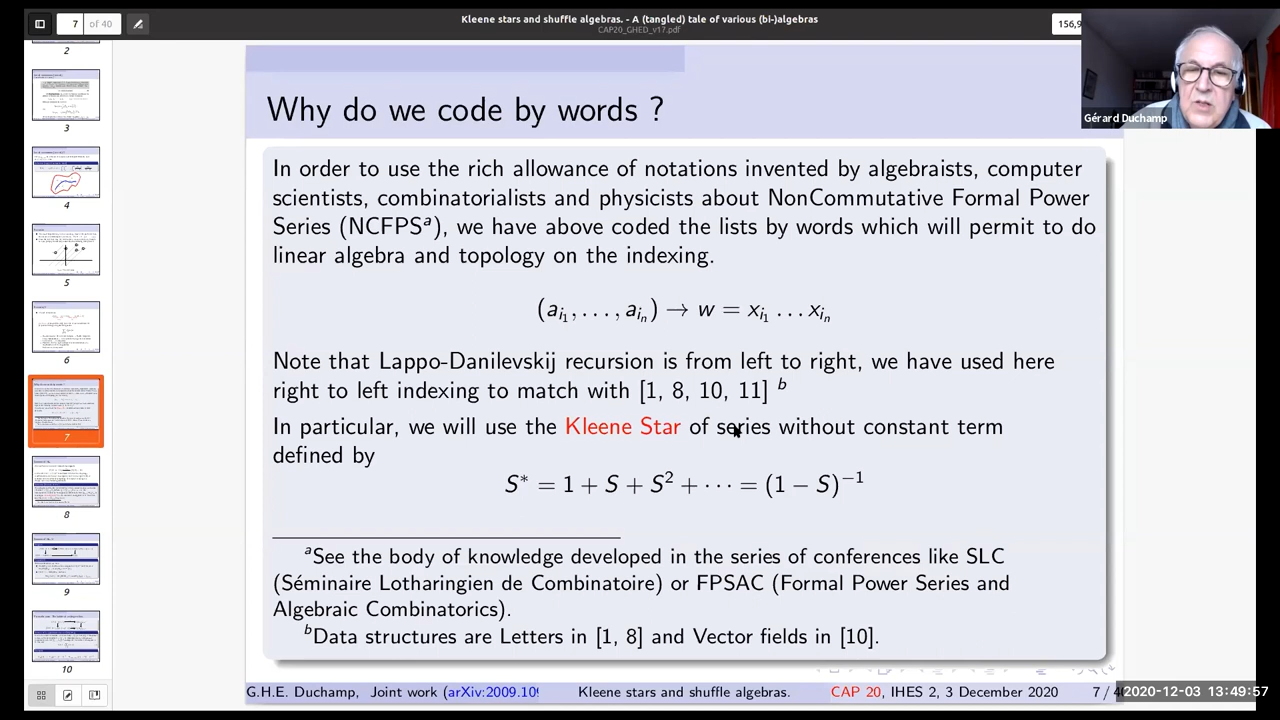 7 of 40
Kleene stars and shuffle algebras. - A (tangled) tale of various (bi-)algebras
CAP20_GHED_v17.pdf
156,9
Gérard Duchamp
2
3
4
5
6
7
8
9
10
Why do we code by words ?
In order to use the rich allowance of notations invented by algebraists, computer
scientists, combinatorialists and physicists about NonCommutative Formal Power
Series (NCFPSᵃ), we have above coded the lists by words which will permit to do
linear algebra and topology on the indexing.
(a_{i_1}, . . . , a_{i_n}) → w = x_{i_1} . . . x_{i_n}
Note that Lappo-Danilevskij recursion is from left to right, we have used here
right to left indexing to match with [1, 8, 10, 11]
In particular, we will use the Kleene Star of series without constant term
defined by
S* = 1 + S + S² + · · · = (1 − S)⁻¹
ᵃSee the body of knowledge developed in the series of conferences like SLC
(Séminaire Lotharingien de Combinatoire) or FPSAC (Formal Power Series and
Algebraic Combinatorics).
ᵇData structures are letters in [1, 8] and Vector fields in [10].
G.H.E. Duchamp, Joint work (arXiv:2009.10 Kleene stars and shuffle algebras. CAP 20, IHES 2, 3 December 2020 7 / 4
2020-12-03 13:49:57